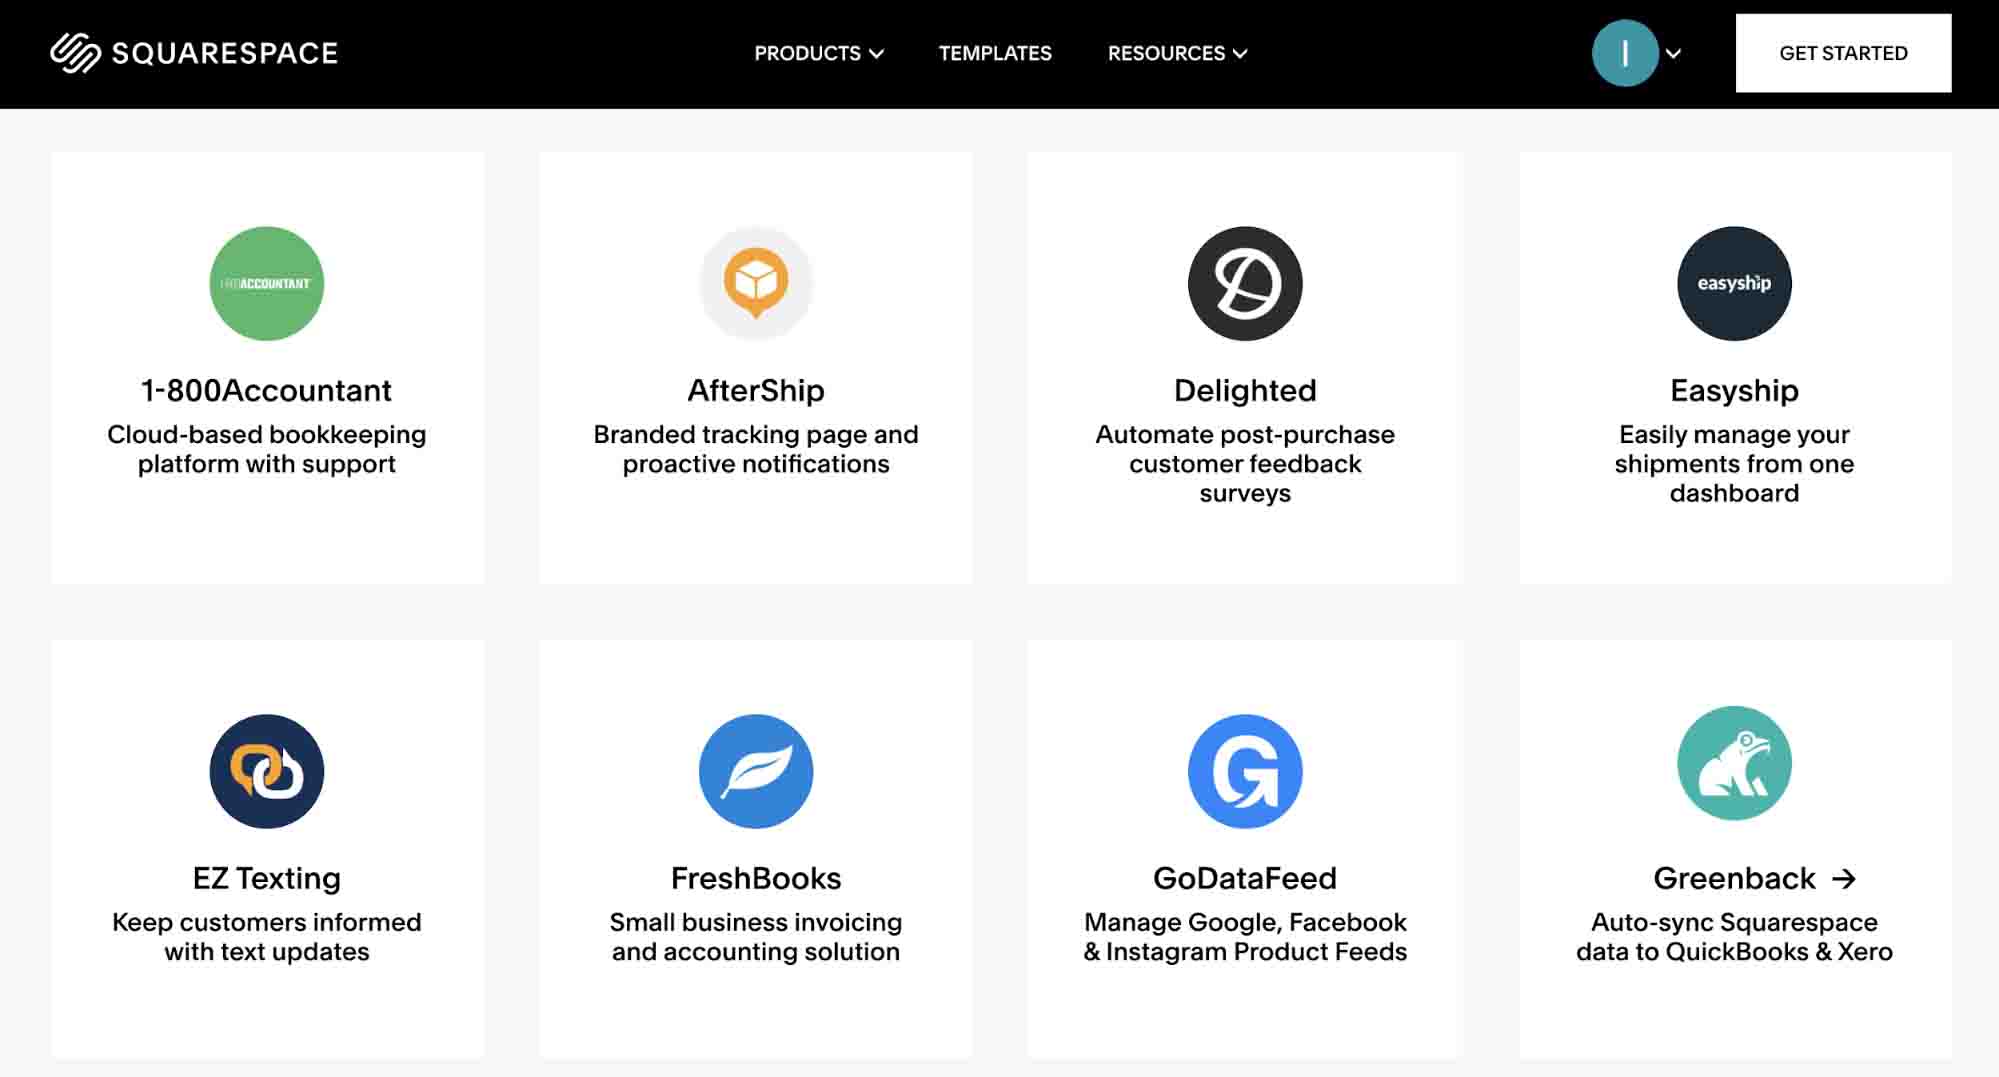 SQUARESPACE
PRODUCTS
TEMPLATES
RESOURCES
I
GET STARTED
ACCOUNTANT
easyship
1-800Accountant
Cloud-based bookkeeping
platform with support
AfterShip
Branded tracking page and
proactive notifications
Delighted
Automate post-purchase
customer feedback
surveys
Easyship
Easily manage your
shipments from one
dashboard
EZ Texting
Keep customers informed
with text updates
FreshBooks
Small business invoicing
and accounting solution
GoDataFeed
Manage Google, Facebook
& Instagram Product Feeds
Greenback →
Auto-sync Squarespace
data to QuickBooks & Xero